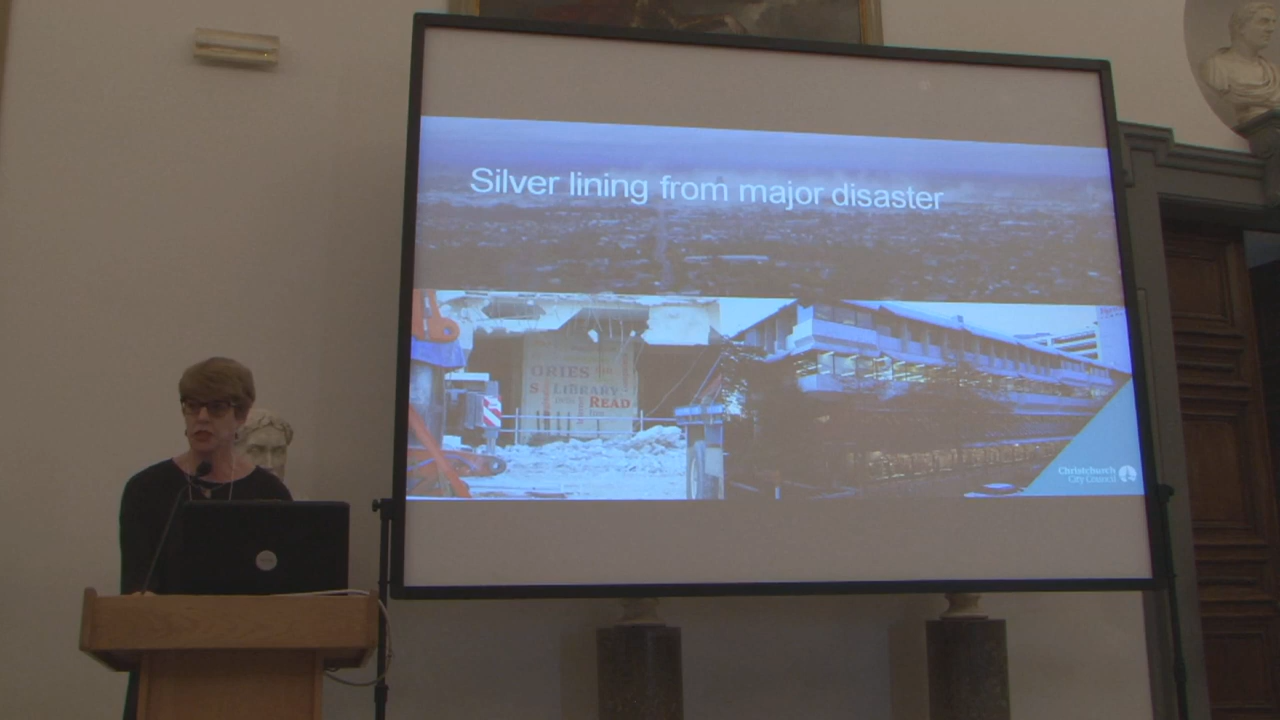 Silver lining from major disaster
ORIES
S LIBRARY
READ
Christchurch
City Council